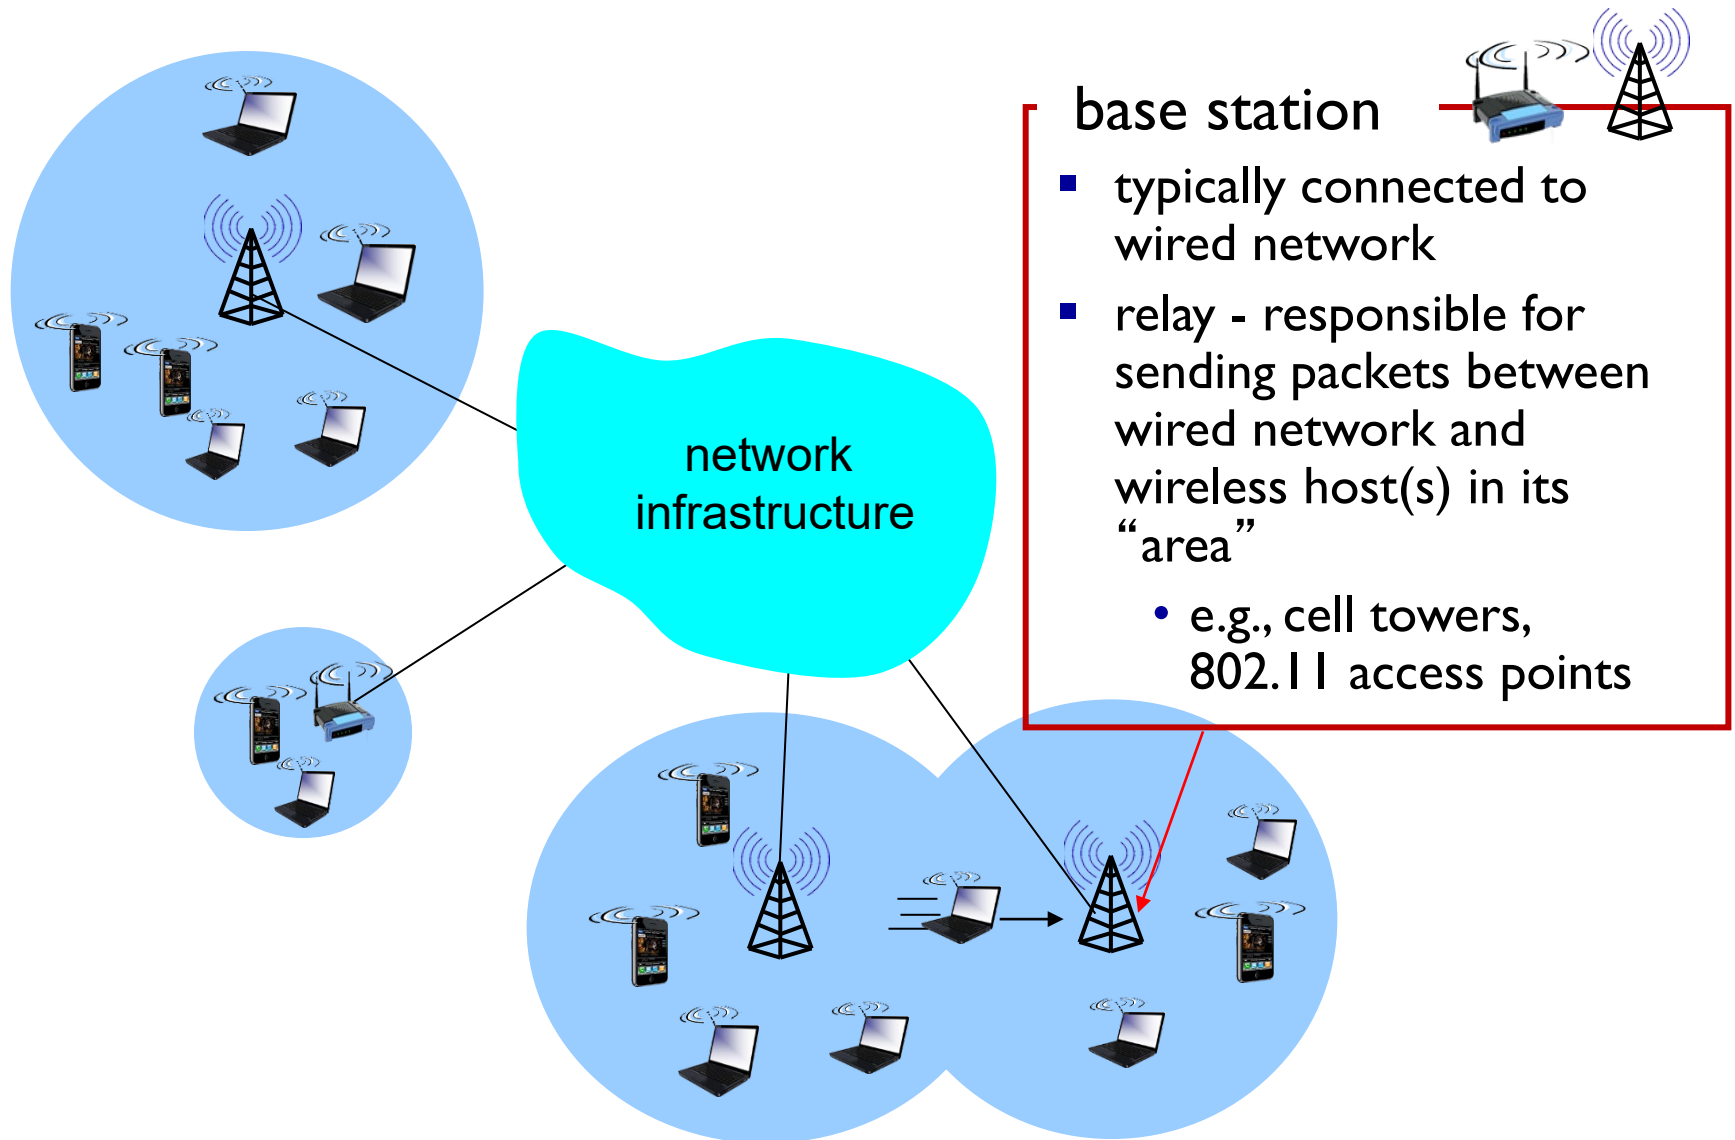 base station
▪ typically connected to
wired network
▪ relay - responsible for
sending packets between
wired network and
wireless host(s) in its
“area”
• e.g., cell towers,
802.11 access points
network
infrastructure